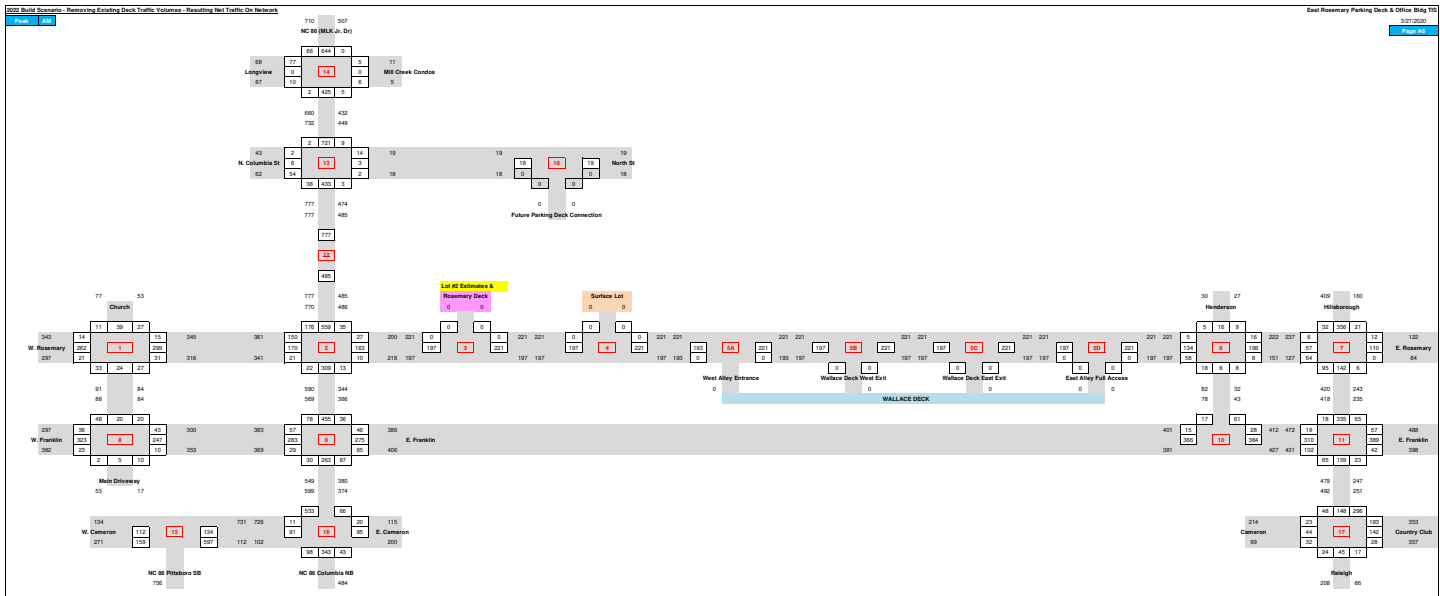 2022 Build Scenario - Removing Existing Deck Traffic Volumes - Resulting Net Traffic On Network
East Rosemary Parking Deck & Office Bldg TIS
Peak AM
3/27/2020
Page A6
710 507
NC 86 (MLK Jr. Dr)
66 644 0
68 77 5 11
Longview 0 14 0 Mill Creek Condos
87 10 6 5
2 425 5
660 432
732 449
2 721 9
43 2 14 19 19 19
N. Columbia St 6 13 3 18 18 19 North St
62 54 2 18 18 0 0 18
38 433 3 0 0
777 474 0 0
777 485 Future Parking Deck Connection
777
12
485
Lot #2 Estimates &
77 53 777 485 Rosemary Deck Surface Lot 30 27 409 160
Church 770 486 0 0 0 0 Henderson Hillsborough
11 39 27 176 559 35 0 0 0 0 5 16 9 32 356 21
343 14 15 345 361 150 27 200 221 0 0 221 221 0 0 221 221 221 221 221 221 221 221 221 221 5 16 222 237 6 12 122
W. Rosemary 262 1 299 170 2 163 197 3 221 197 4 221 193 5A 221 197 5B 221 197 5C 221 197 5D 221 134 6 198 57 7 110 E. Rosemary
297 21 31 316 341 21 10 218 197 197 197 197 193 0 0 193 197 197 197 197 197 0 0 197 197 58 8 151 127 64 0 84
33 24 27 22 309 13 0 0 0 0 0 0 18 6 8 95 142 6
91 84 590 344 West Alley Entrance Wallace Deck West Exit Wallace Deck East Exit East Alley Full Access 82 32 420 243
88 84 569 366 0 0 0 0 0 0 0 78 43 418 235
WALLACE DECK
48 20 20 78 455 36 17 61 18 335 65
297 36 43 300 383 57 46 386 401 15 28 412 472 19 57 488
W. Franklin 323 8 247 283 9 275 E. Franklin 366 10 384 310 11 389 E. Franklin
382 23 10 353 369 29 65 406 381 427 431 102 42 398
2 5 10 30 263 87 65 159 23
Main Driveway 549 380 479 247
53 17 599 374 492 251
533 66 48 148 296
134 731 726 11 20 115 214 23 183 353
W. Cameron 112 15 134 91 16 95 E. Cameron Cameron 44 17 142 Country Club
271 159 597 112 102 200 99 32 28 357
98 343 43 24 45 17
NC 86 Pittsboro SB NC 86 Columbia NB Raleigh
756 484 208 86